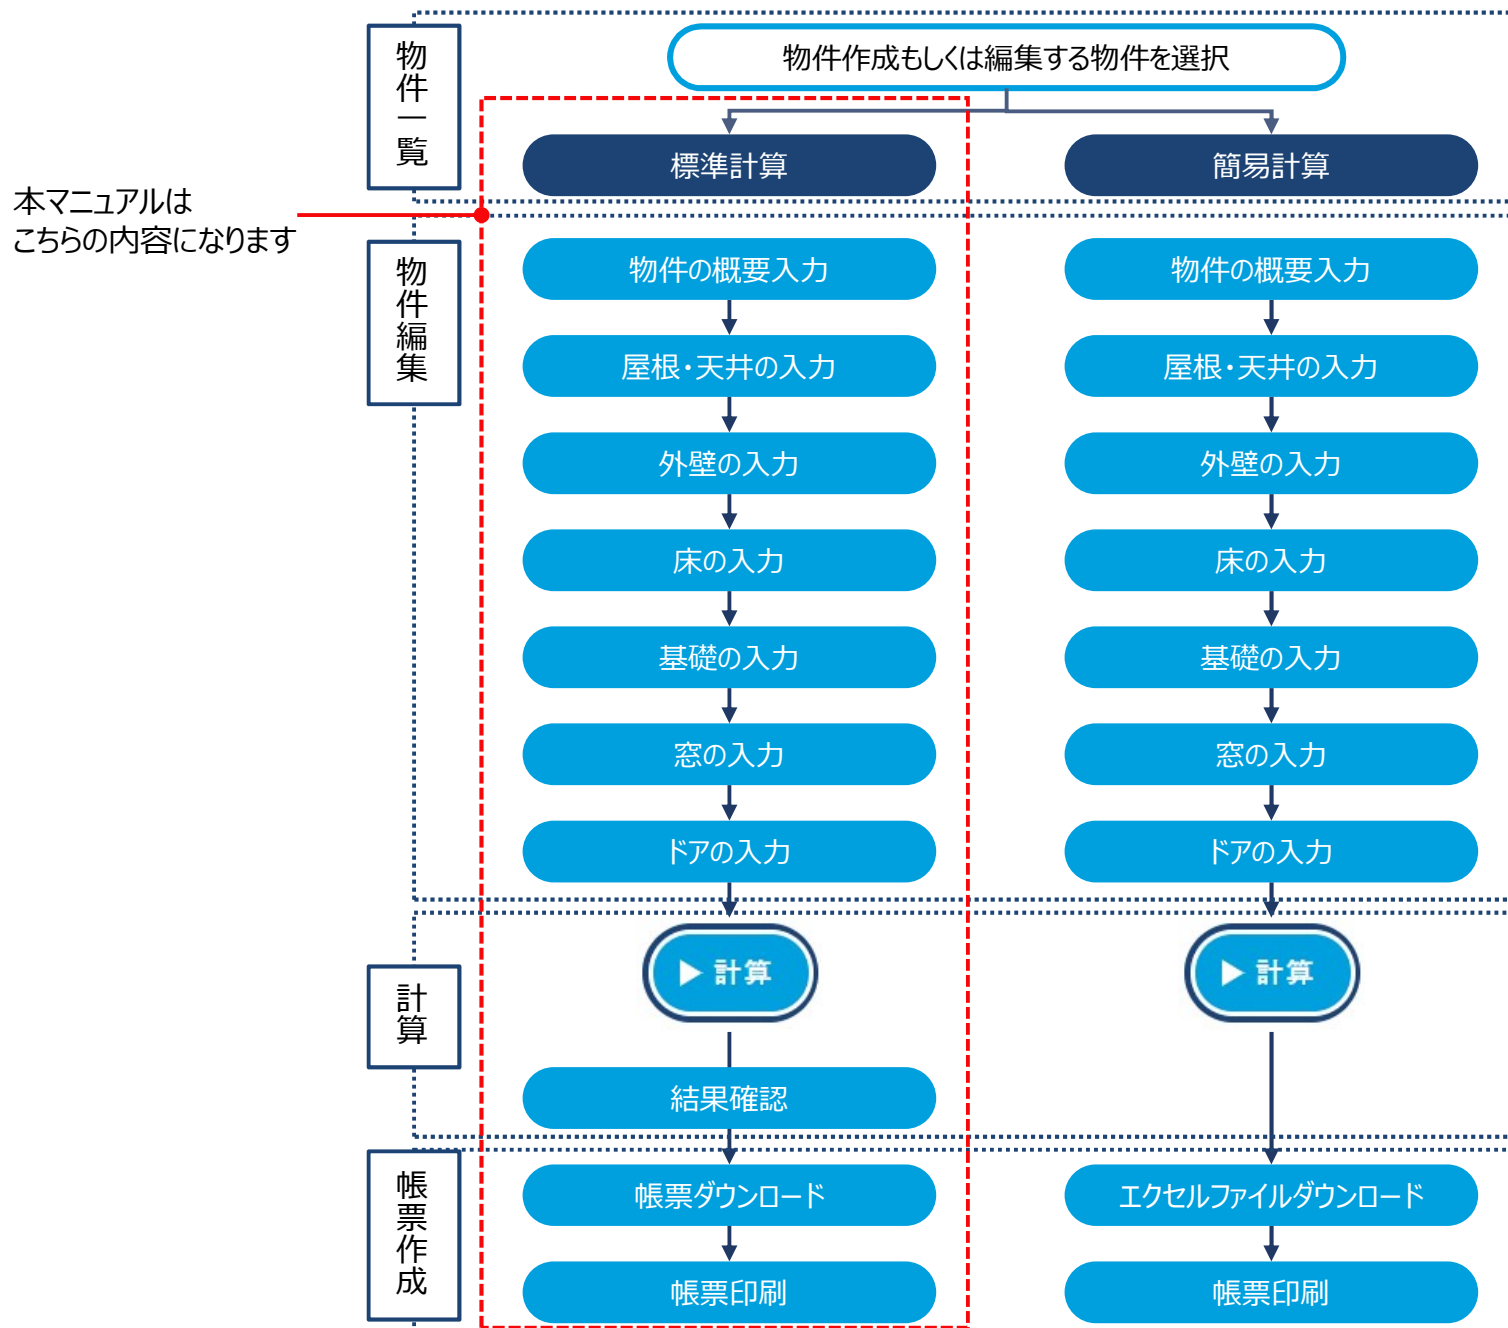 物件一覧
物件作成もしくは編集する物件を選択
標準計算
簡易計算
本マニュアルは
こちらの内容になります
物件編集
物件の概要入力
物件の概要入力
屋根・天井の入力
屋根・天井の入力
外壁の入力
外壁の入力
床の入力
床の入力
基礎の入力
基礎の入力
窓の入力
窓の入力
ドアの入力
ドアの入力
計算
▶ 計算
▶ 計算
結果確認
帳票作成
帳票ダウンロード
エクセルファイルダウンロード
帳票印刷
帳票印刷